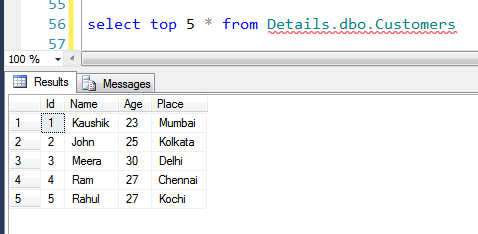 55
56 select top 5 * from Details.dbo.Customers
57
100 %
Results Messages
Id Name Age Place
1 1 Kaushik 23 Mumbai
2 2 John 25 Kolkata
3 3 Meera 30 Delhi
4 4 Ram 27 Chennai
5 5 Rahul 27 Kochi